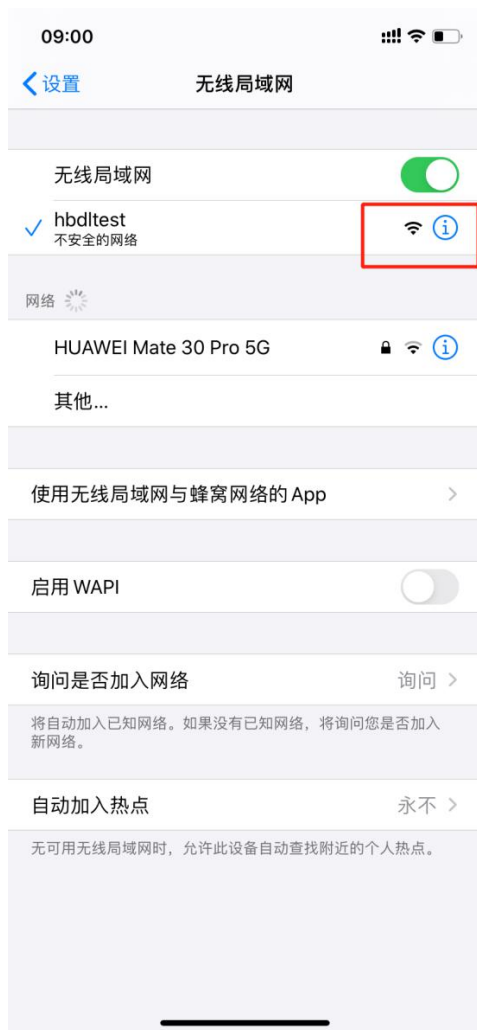 09:00
设置
无线局域网
无线局域网
hbdltest
不安全的网络
网络
HUAWEI Mate 30 Pro 5G
其他...
使用无线局域网与蜂窝网络的 App
启用 WAPI
询问是否加入网络
询问
将自动加入已知网络。如果没有已知网络，将询问您是否加入
新网络。
自动加入热点
永不
无可用无线局域网时，允许此设备自动查找附近的个人热点。